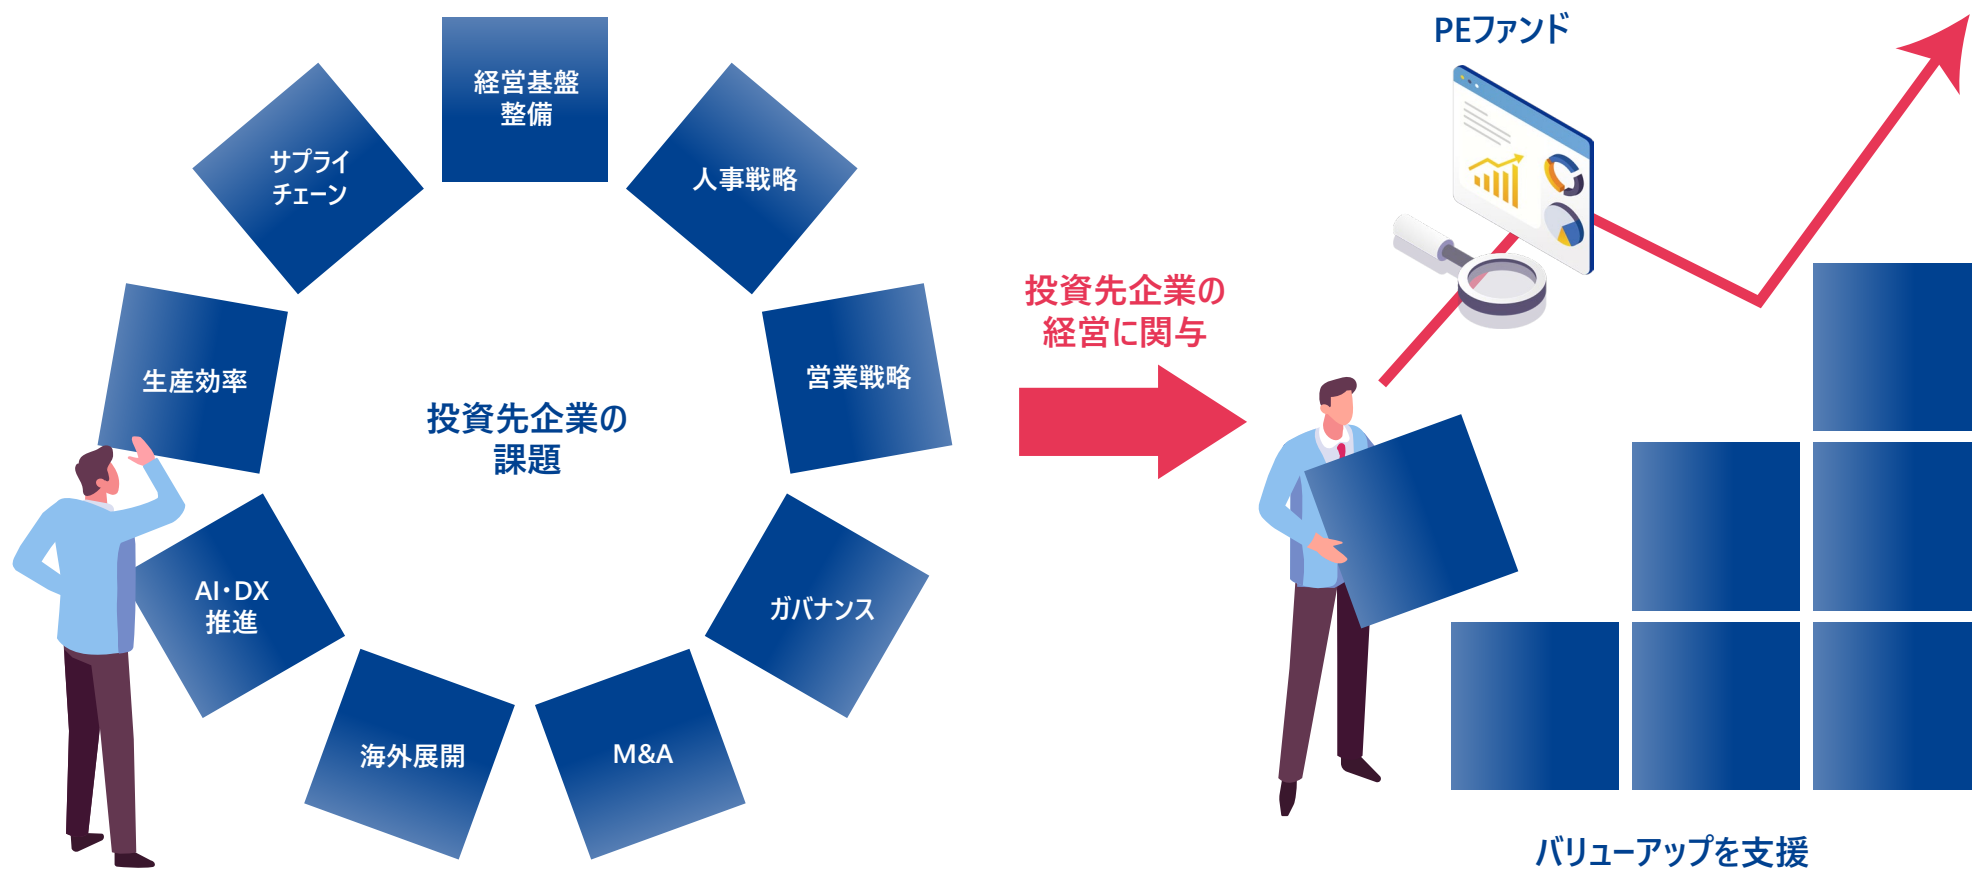 経営基盤
整備
人事戦略
営業戦略
ガバナンス
M&A
海外展開
AI・DX
推進
生産効率
サプライ
チェーン
投資先企業の
課題
投資先企業の
経営に関与
PEファンド
バリューアップを支援